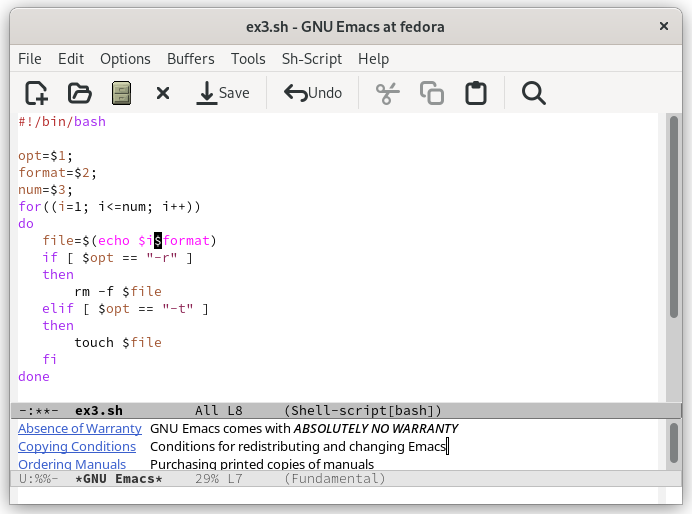 ex3.sh - GNU Emacs at fedora ×
File Edit Options Buffers Tools Sh-Script Help
Save Undo
#!/bin/bash
opt=$1;
format=$2;
num=$3;
for((i=1; i<=num; i++))
do
   file=$(echo $i$format)
   if [ $opt == "-r" ]
   then
       rm -f $file
   elif [ $opt == "-t" ]
   then
       touch $file
   fi
done
-:**-  ex3.sh         All L8     (Shell-script[bash])
Absence of Warranty GNU Emacs comes with ABSOLUTELY NO WARRANTY
Copying Conditions Conditions for redistributing and changing Emacs
Ordering Manuals Purchasing printed copies of manuals
U:%%-  *GNU Emacs*    29% L7     (Fundamental)